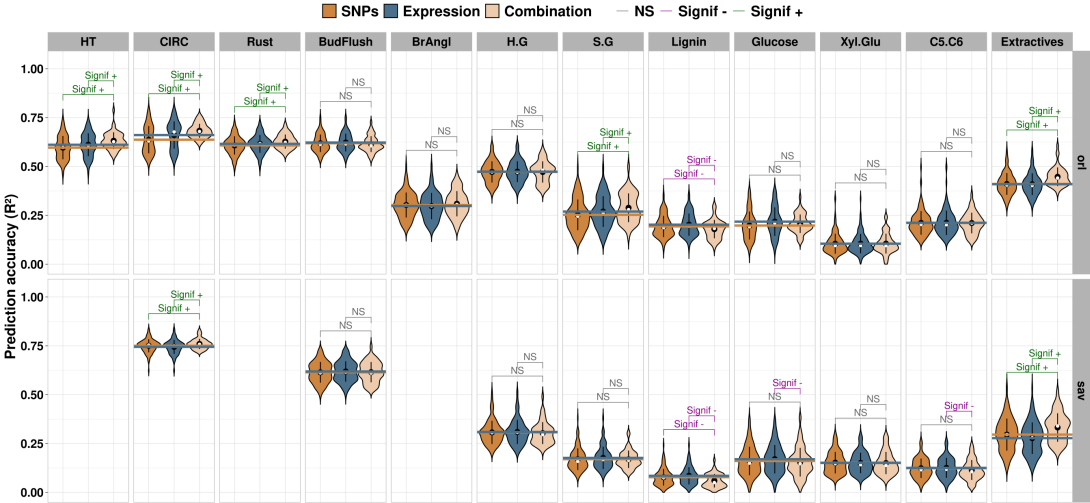 SNPs Expression Combination NS Signif - Signif +
HT CIRC Rust BudFlush BrAngl H.G S.G Lignin Glucose Xyl.Glu C5.C6 Extractives
Prediction accuracy (R²)
1.00
0.75
0.50
0.25
0.00
Signif +
Signif +
Signif +
Signif +
Signif +
Signif +
NS
NS
NS
NS
NS
NS
Signif +
Signif +
Signif -
Signif -
NS
NS
NS
NS
NS
NS
Signif +
Signif +
ori
1.00
0.75
0.50
0.25
0.00
Signif +
Signif +
NS
NS
NS
NS
NS
NS
Signif -
Signif -
Signif -
NS
NS
NS
Signif -
NS
Signif +
Signif +
sav